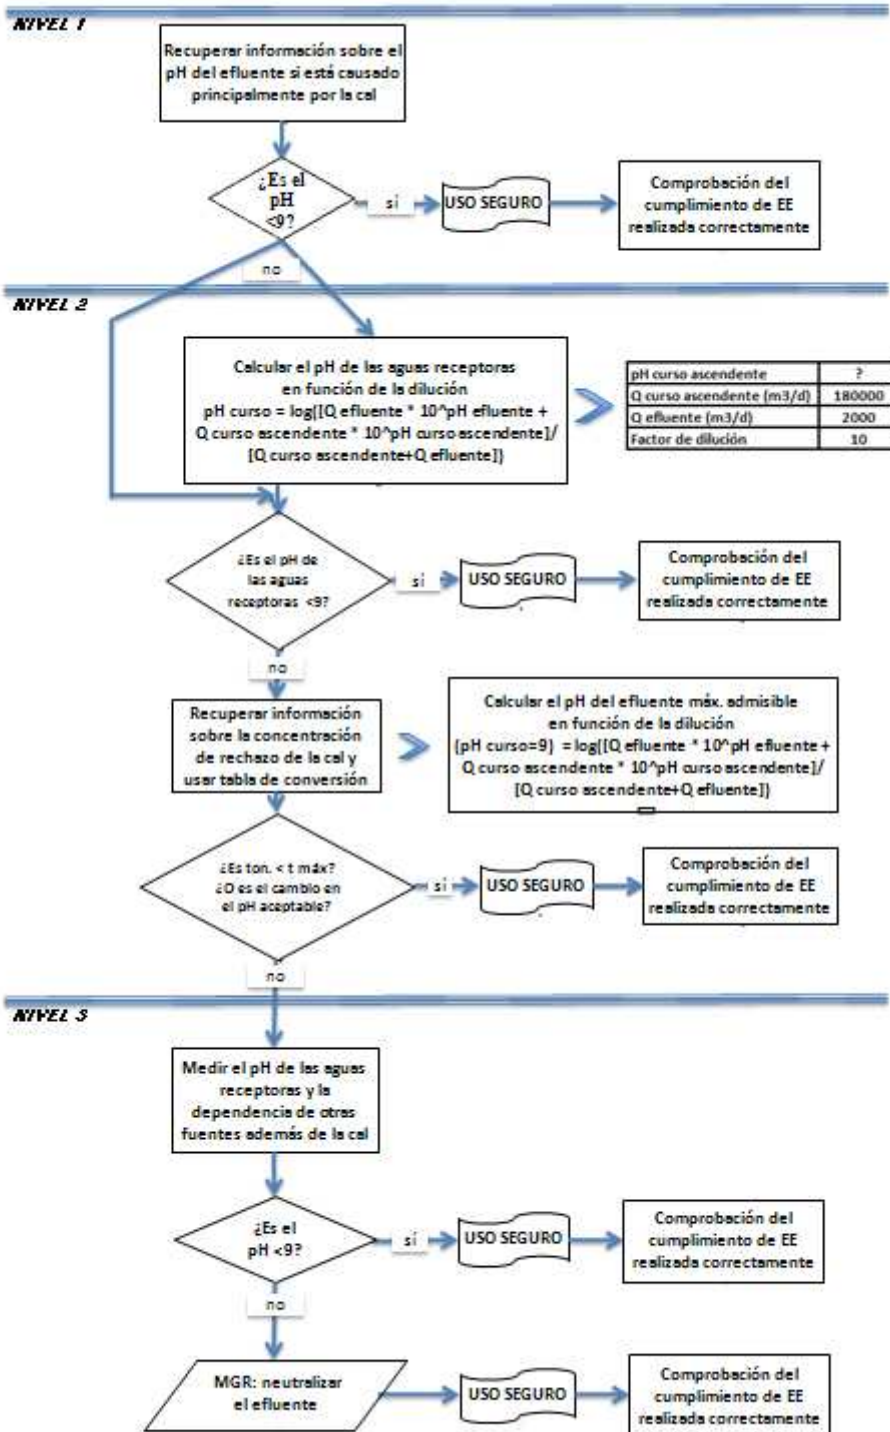 NIVEL 1
Recuperar información sobre el
pH del efluente si está causado
principalmente por la cal
¿Es el
pH
<9?
sí
USO SEGURO
Comprobación del
cumplimiento de EE
realizada correctamente
no
NIVEL 2
Calcular el pH de las aguas receptoras
en función de la dilución
pH curso = log([Q efluente * 10^pH efluente +
Q curso ascendente * 10^pH curso ascendente]/
[Q curso ascendente+Q efluente])
pH curso ascendente ?
Q curso ascendente (m3/d) 180000
Q efluente (m3/d) 2000
Factor de dilución 10
¿Es el pH de
las aguas
receptoras <9?
sí
USO SEGURO
Comprobación del
cumplimiento de EE
realizada correctamente
no
Recuperar información
sobre la concentración
de rechazo de la cal y
usar tabla de conversión
Calcular el pH del efluente máx. admisible
en función de la dilución
(pH curso=9) = log([Q efluente * 10^pH efluente +
Q curso ascendente * 10^pH curso ascendente]/
[Q curso ascendente+Q efluente])
¿Es ton. < t máx?
¿O es el cambio en
el pH aceptable?
sí
USO SEGURO
Comprobación del
cumplimiento de EE
realizada correctamente
no
NIVEL 3
Medir el pH de las aguas
receptoras y la
dependencia de otras
fuentes además de la cal
¿Es el
pH <9?
sí
USO SEGURO
Comprobación del
cumplimiento de EE
realizada correctamente
no
MGR: neutralizar
el efluente
USO SEGURO
Comprobación del
cumplimiento de EE
realizada correctamente